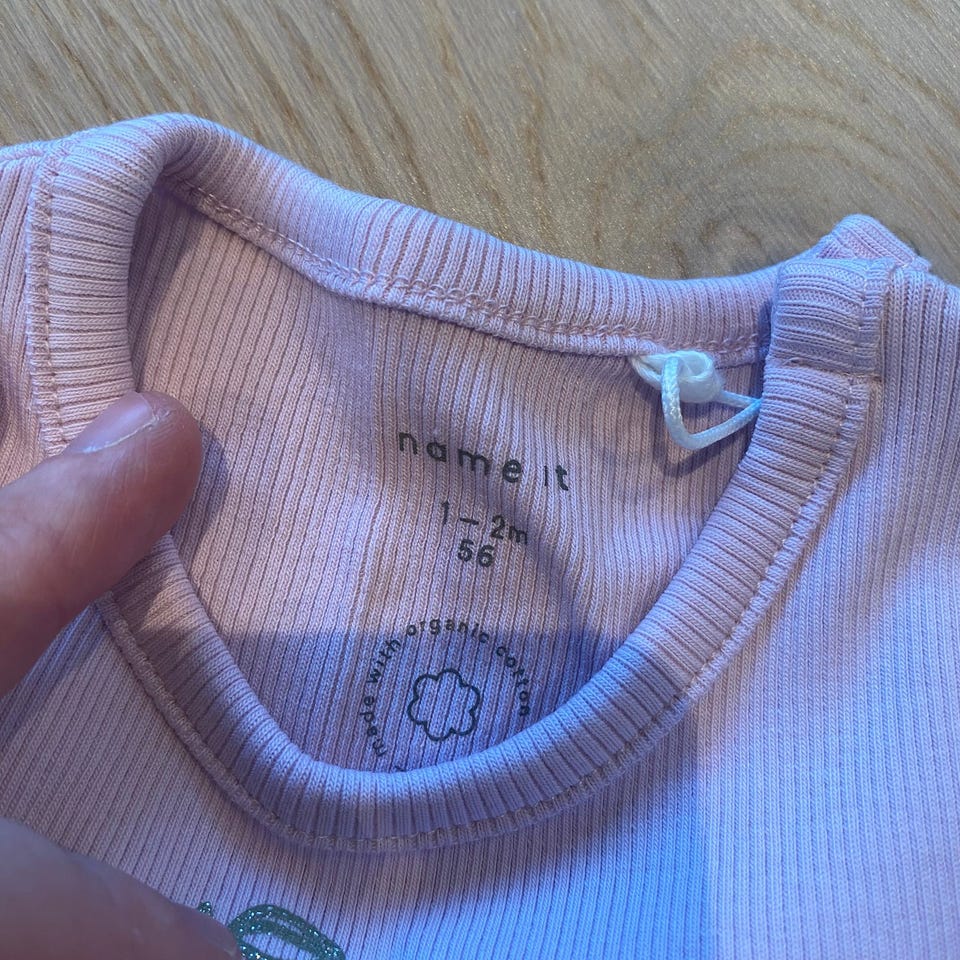 name it
1–2m
56
made with organic cotton